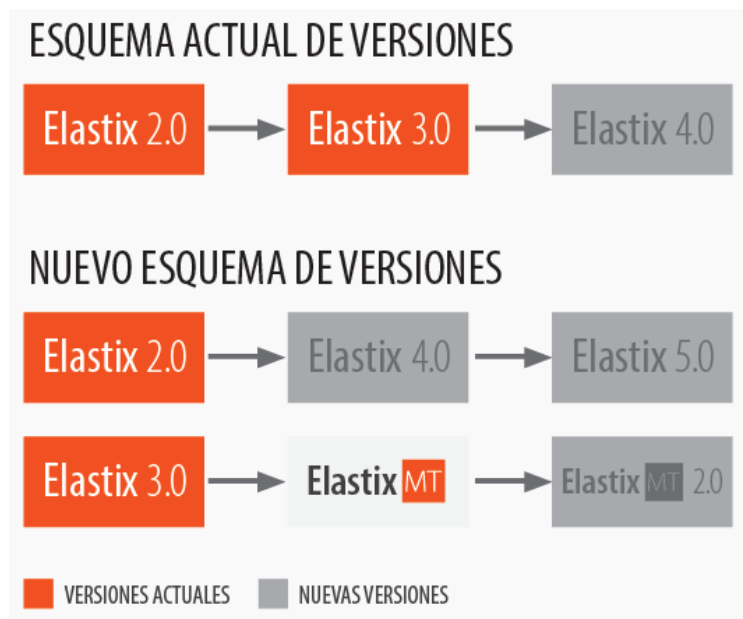 ESQUEMA ACTUAL DE VERSIONES
Elastix 2.0
Elastix 3.0
Elastix 4.0
NUEVO ESQUEMA DE VERSIONES
Elastix 2.0
Elastix 4.0
Elastix 5.0
Elastix 3.0
Elastix MT
Elastix MT 2.0
VERSIONES ACTUALES
NUEVAS VERSIONES